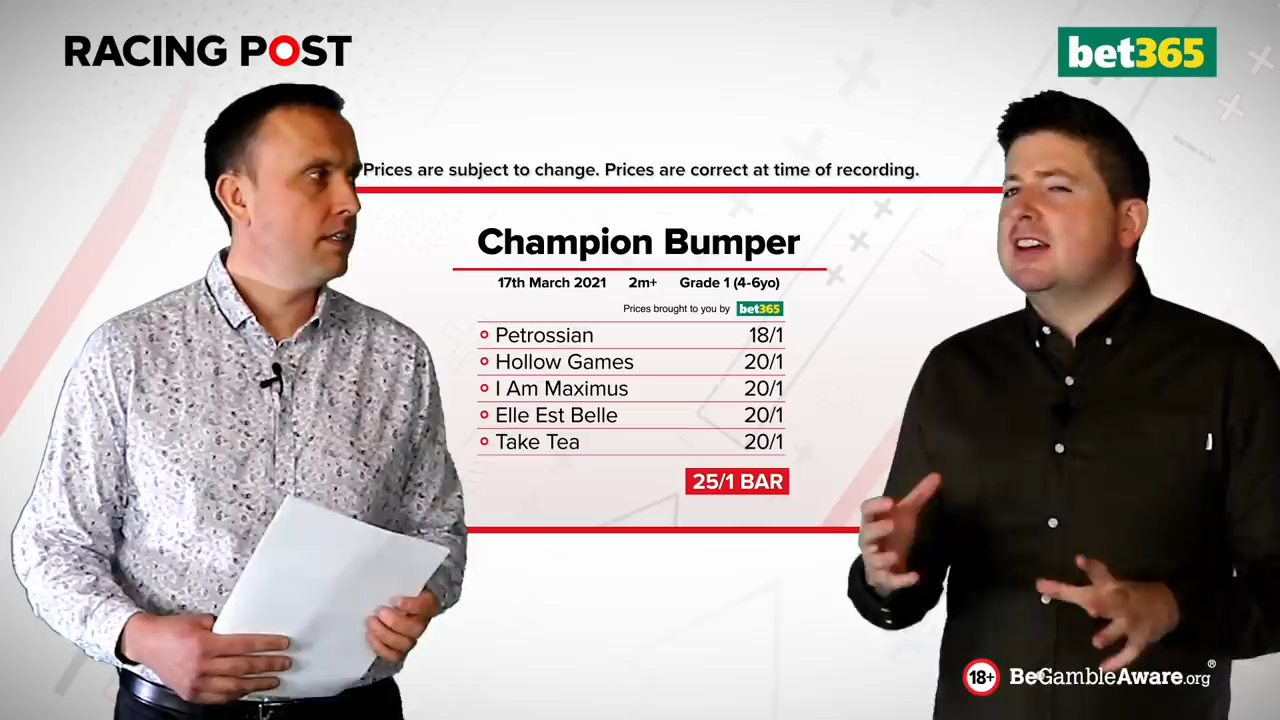 RACING POST
bet365
Prices are subject to change. Prices are correct at time of recording.
Champion Bumper
17th March 2021 2m+ Grade 1 (4-6yo)
Prices brought to you by bet365
Petrossian 18/1
Hollow Games 20/1
I Am Maximus 20/1
Elle Est Belle 20/1
Take Tea 20/1
25/1 BAR
18+ BeGambleAware.org®